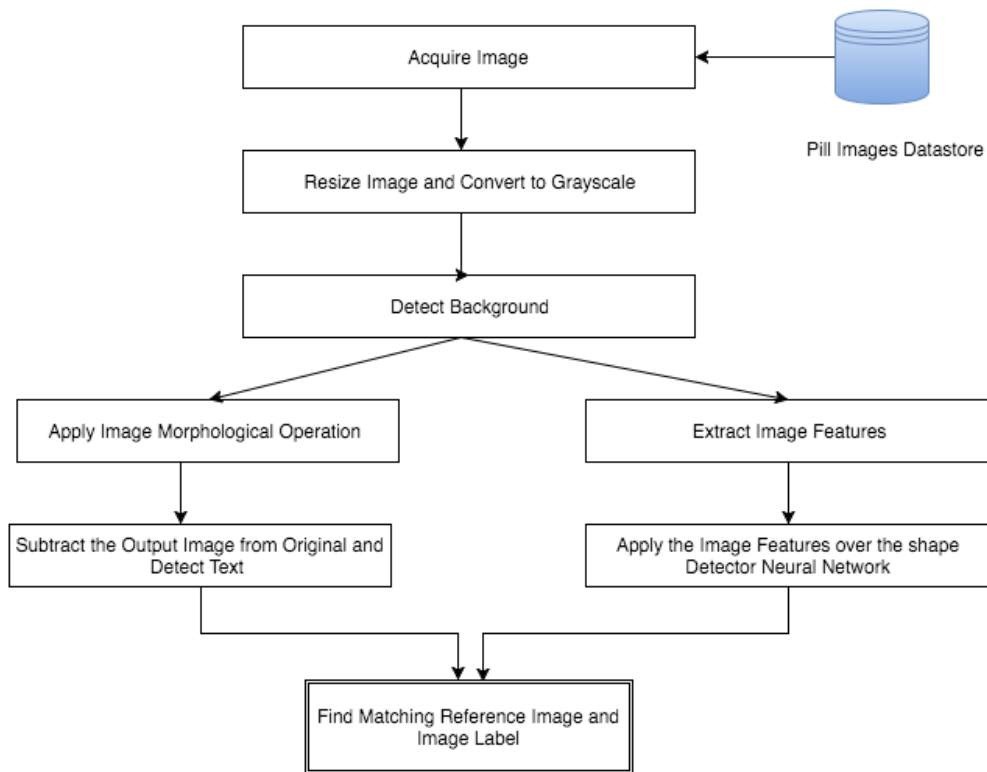 Acquire Image
Pill Images Datastore
Resize Image and Convert to Grayscale
Detect Background
Apply Image Morphological Operation
Extract Image Features
Subtract the Output Image from Original and
Detect Text
Apply the Image Features over the shape
Detector Neural Network
Find Matching Reference Image and
Image Label